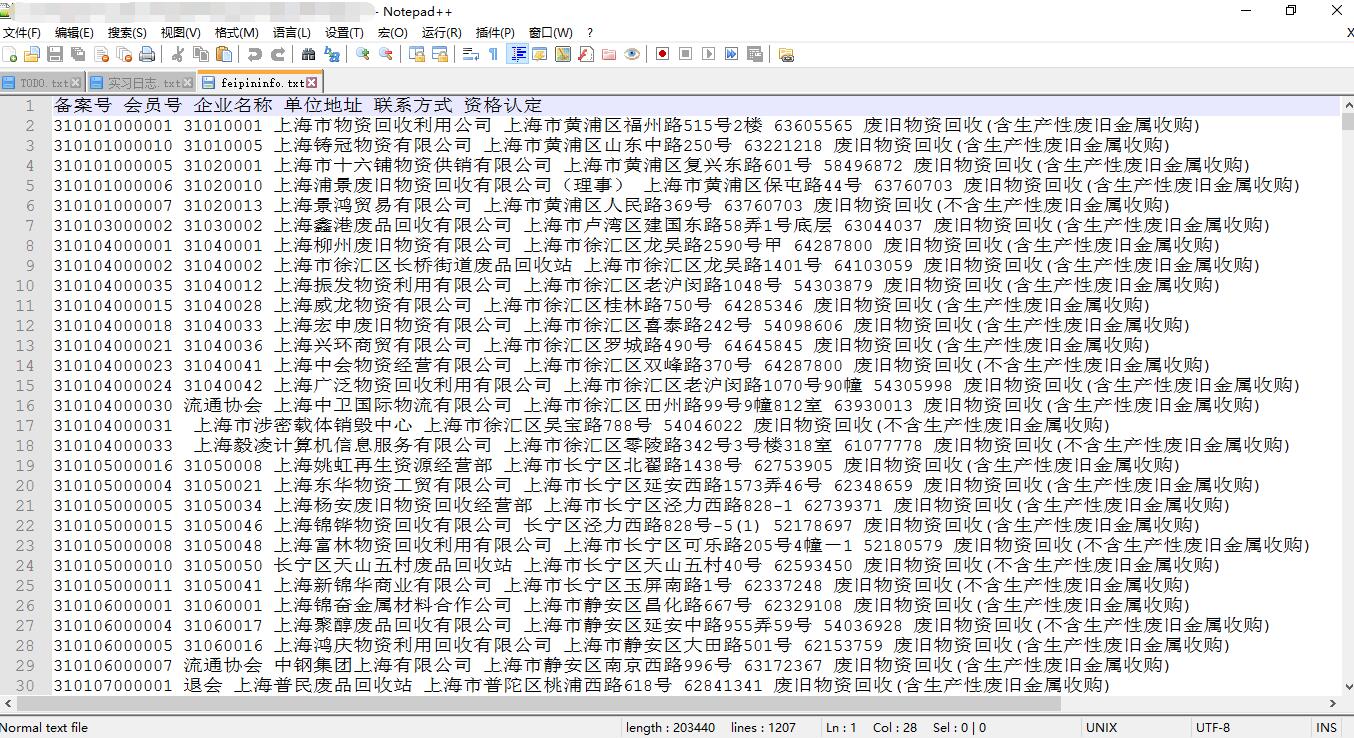 - Notepad++
文件(F) 编辑(E) 搜索(S) 视图(V) 格式(M) 语言(L) 设置(T) 宏(O) 运行(R) 插件(P) 窗口(W) ? X
TODO.txt 实习日志.txt feipininfo.txt
1 备案号 会员号 企业名称 单位地址 联系方式 资格认定
2 310101000001 31010001 上海市物资回收利用公司 上海市黄浦区福州路515号2楼 63605565 废旧物资回收(含生产性废旧金属收购)
3 310101000010 31010005 上海铸冠物资有限公司 上海市黄浦区山东中路250号 63221218 废旧物资回收(含生产性废旧金属收购)
4 310101000005 31020001 上海市十六铺物资供销有限公司 上海市黄浦区复兴东路601号 58496872 废旧物资回收(含生产性废旧金属收购)
5 310101000006 31020010 上海浦景废旧物资回收有限公司（理事） 上海市黄浦区保屯路44号 63760703 废旧物资回收(含生产性废旧金属收购)
6 310101000007 31020013 上海景鸿贸易有限公司 上海市黄浦区人民路369号 63760703 废旧物资回收(不含生产性废旧金属收购)
7 310103000002 31030002 上海鑫港废品回收有限公司 上海市卢湾区建国东路58弄1号底层 63044037 废旧物资回收(含生产性废旧金属收购)
8 310104000001 31040001 上海柳州废旧物资有限公司 上海市徐汇区龙吴路2590号甲 64287800 废旧物资回收(含生产性废旧金属收购)
9 310104000002 31040002 上海市徐汇区长桥街道废品回收站 上海市徐汇区龙吴路1401号 64103059 废旧物资回收(含生产性废旧金属收购)
10 310104000035 31040012 上海振发物资利用有限公司 上海市徐汇区老沪闵路1048号 54303879 废旧物资回收(含生产性废旧金属收购)
11 310104000015 31040028 上海威龙物资有限公司 上海市徐汇区桂林路750号 64285346 废旧物资回收(含生产性废旧金属收购)
12 310104000018 31040033 上海宏申废旧物资有限公司 上海市徐汇区喜泰路242号 54098606 废旧物资回收(含生产性废旧金属收购)
13 310104000021 31040036 上海兴环商贸有限公司 上海市徐汇区罗城路490号 64645845 废旧物资回收(含生产性废旧金属收购)
14 310104000023 31040041 上海中会物资经营有限公司 上海市徐汇区双峰路370号 64287800 废旧物资回收(不含生产性废旧金属收购)
15 310104000024 31040042 上海广泛物资回收利用有限公司 上海市徐汇区老沪闵路1070号90幢 54305998 废旧物资回收(含生产性废旧金属收购)
16 310104000030 流通协会 上海中卫国际物流有限公司 上海市徐汇区田州路99号9幢812室 63930013 废旧物资回收(含生产性废旧金属收购)
17 310104000031  上海市涉密载体销毁中心 上海市徐汇区吴宝路788号 54046022 废旧物资回收(不含生产性废旧金属收购)
18 310104000033  上海毅凌计算机信息服务有限公司 上海市徐汇区零陵路342号3号楼318室 61077778 废旧物资回收(不含生产性废旧金属收购)
19 310105000016 31050008 上海姚虹再生资源经营部 上海市长宁区北翟路1438号 62753905 废旧物资回收(含生产性废旧金属收购)
20 310105000004 31050021 上海东华物资工贸有限公司 上海市长宁区延安西路1573弄46号 62348659 废旧物资回收(含生产性废旧金属收购)
21 310105000005 31050034 上海杨安废旧物资回收经营部 上海市长宁区泾力西路828-1 62739371 废旧物资回收(含生产性废旧金属收购)
22 310105000015 31050046 上海锦铧物资回收有限公司 长宁区泾力西路828号-5(1) 52178697 废旧物资回收(含生产性废旧金属收购)
23 310105000008 31050048 上海富林物资回收利用有限公司 上海市长宁区可乐路205号4幢一1 52180579 废旧物资回收(不含生产性废旧金属收购)
24 310105000010 31050050 长宁区天山五村废品回收站 上海市长宁区天山五村40号 62593450 废旧物资回收(不含生产性废旧金属收购)
25 310105000011 31050041 上海新锦华商业有限公司 上海市长宁区玉屏南路1号 62337248 废旧物资回收(不含生产性废旧金属收购)
26 310106000001 31060001 上海锦奋金属材料合作公司 上海市静安区昌化路667号 62329108 废旧物资回收(含生产性废旧金属收购)
27 310106000004 31060017 上海聚醇废品回收有限公司 上海市静安区延安中路955弄59号 54036928 废旧物资回收(不含生产性废旧金属收购)
28 310106000005 31060016 上海鸿庆物资利用回收有限公司 上海市静安区大田路501号 62153759 废旧物资回收(含生产性废旧金属收购)
29 310106000007 流通协会 中钢集团上海有限公司 上海市静安区南京西路996号 63172367 废旧物资回收(含生产性废旧金属收购)
30 310107000001 退会 上海普民废品回收站 上海市普陀区桃浦西路618号 62841341 废旧物资回收(含生产性废旧金属收购)
Normal text file length : 203440 lines : 1207 Ln : 1 Col : 28 Sel : 0 | 0 UNIX UTF-8 INS